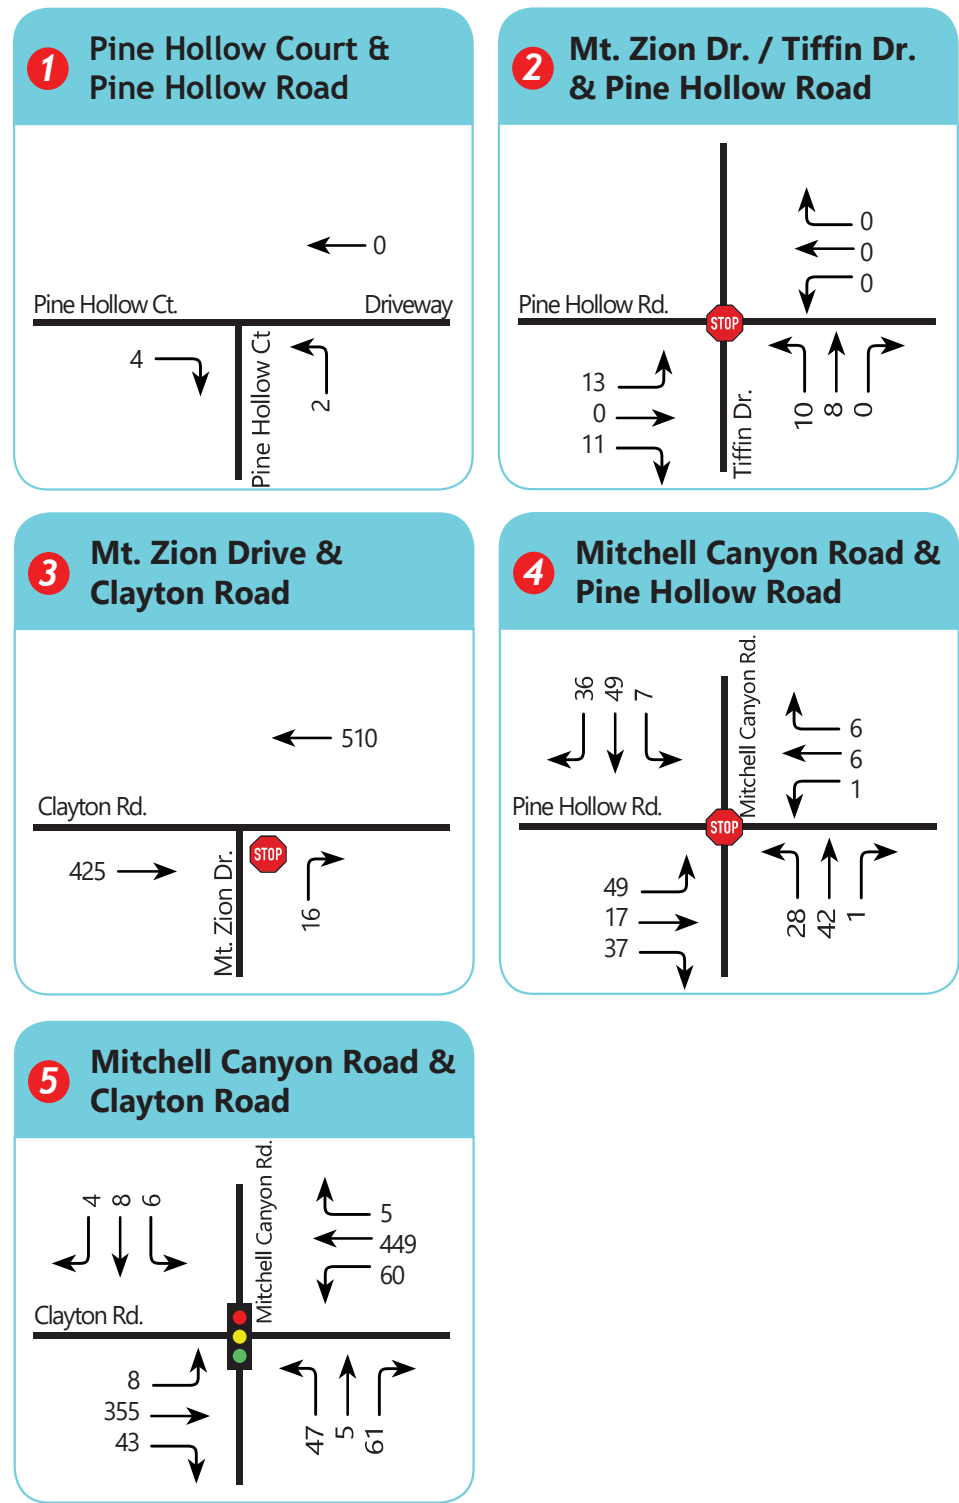 1
Pine Hollow Court &
Pine Hollow Road
0
Pine Hollow Ct.
Driveway
4
Pine Hollow Ct
2
2
Mt. Zion Dr. / Tiffin Dr.
& Pine Hollow Road
0
0
0
Pine Hollow Rd.
STOP
13
0
11
Tiffin Dr.
10
8
0
3
Mt. Zion Drive &
Clayton Road
510
Clayton Rd.
425
Mt. Zion Dr.
STOP
16
4
Mitchell Canyon Road &
Pine Hollow Road
36
49
7
Mitchell Canyon Rd.
6
6
1
Pine Hollow Rd.
STOP
49
17
37
28
42
1
5
Mitchell Canyon Road &
Clayton Road
4
8
6
Mitchell Canyon Rd.
5
449
60
Clayton Rd.
8
355
43
47
5
61